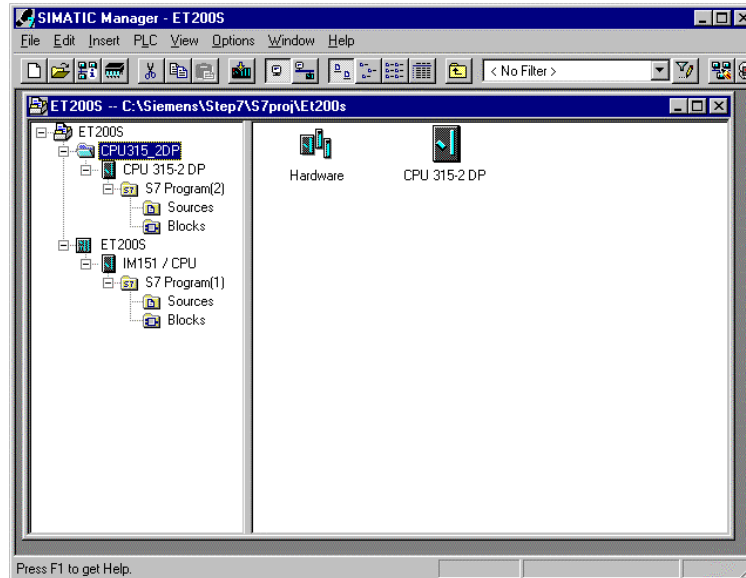 SIMATIC Manager - ET200S
File Edit Insert PLC View Options Window Help
< No Filter >
ET200S -- C:\Siemens\Step7\S7proj\Et200s
ET200S
CPU315_2DP
CPU 315-2 DP
S7 Program(2)
Sources
Blocks
ET200S
IM151 / CPU
S7 Program(1)
Sources
Blocks
Hardware
CPU 315-2 DP
Press F1 to get Help.